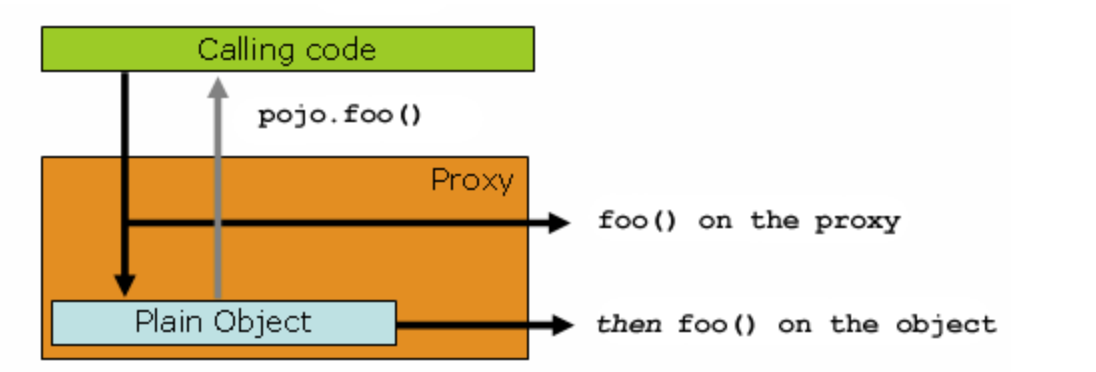 Calling code
pojo.foo()
Proxy
foo() on the proxy
Plain Object
then foo() on the object